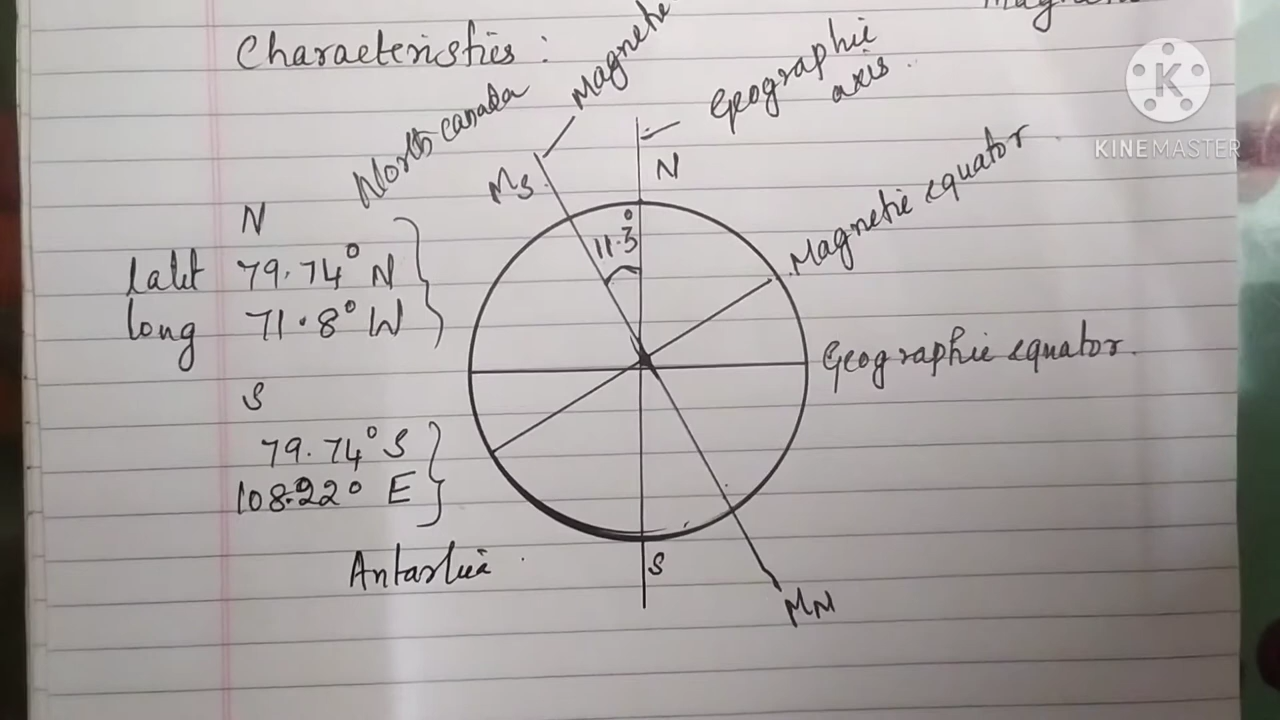 Magnet
Characteristics :
Magnetic
Geographic
axis.
North canada
Ms
N
KINEMASTER
Magnetic equator
N
11.3°
Latit 79.74° N
long 71.8° W
Geographic equator.
S
79.74° S
108.22° E
S
MN